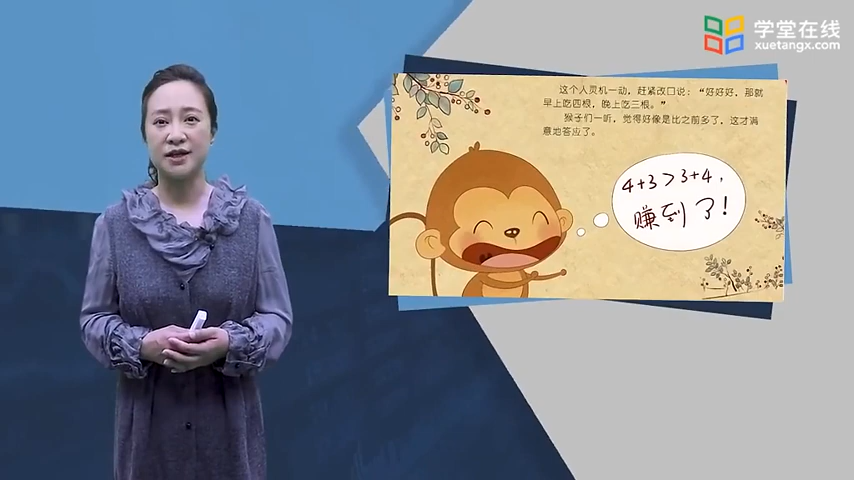 学堂在线
xuetangx.com
这个人灵机一动，赶紧改口说：“好好好，那就
早上吃四根，晚上吃三根。”
猴子们一听，觉得好像是比之前多了，这才满
意地答应了。
4+3>3+4，
赚到了！